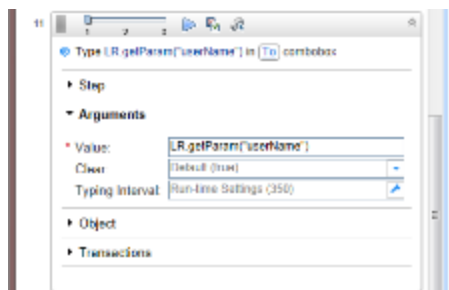 11
1 2 3
Type LR.getParam("userName") in To combobox
Step
Arguments
* Value: LR.getParam("userName")
Clear Default (true)
Typing Interval: Run-time Settings (350)
Object
Transactions